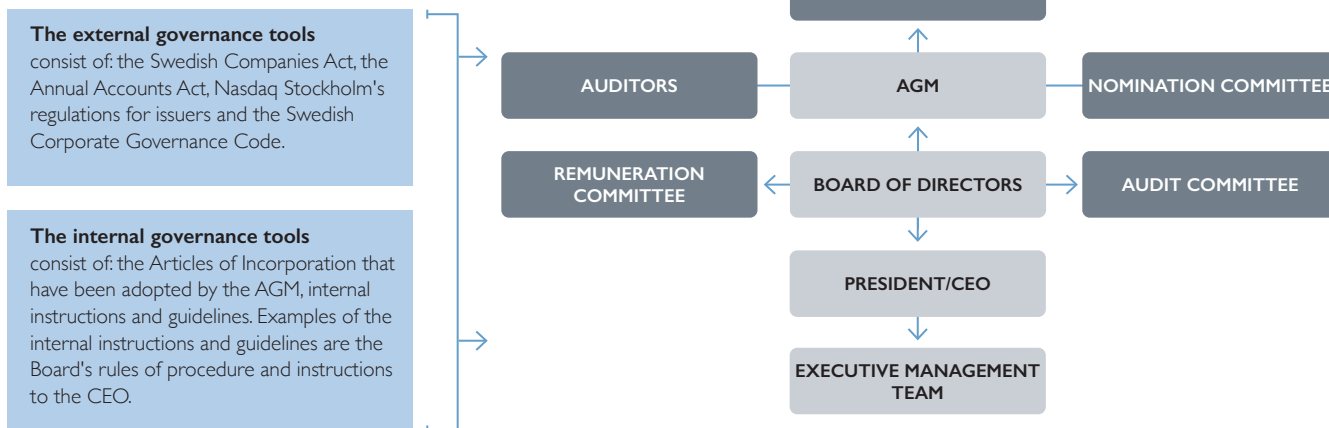 The external governance tools
consist of: the Swedish Companies Act, the
Annual Accounts Act, Nasdaq Stockholm's
regulations for issuers and the Swedish
Corporate Governance Code.
The internal governance tools
consist of: the Articles of Incorporation that
have been adopted by the AGM, internal
instructions and guidelines. Examples of the
internal instructions and guidelines are the
Board's rules of procedure and instructions
to the CEO.
AUDITORS
AGM
NOMINATION COMMITTEE
REMUNERATION
COMMITTEE
BOARD OF DIRECTORS
AUDIT COMMITTEE
PRESIDENT/CEO
EXECUTIVE MANAGEMENT
TEAM